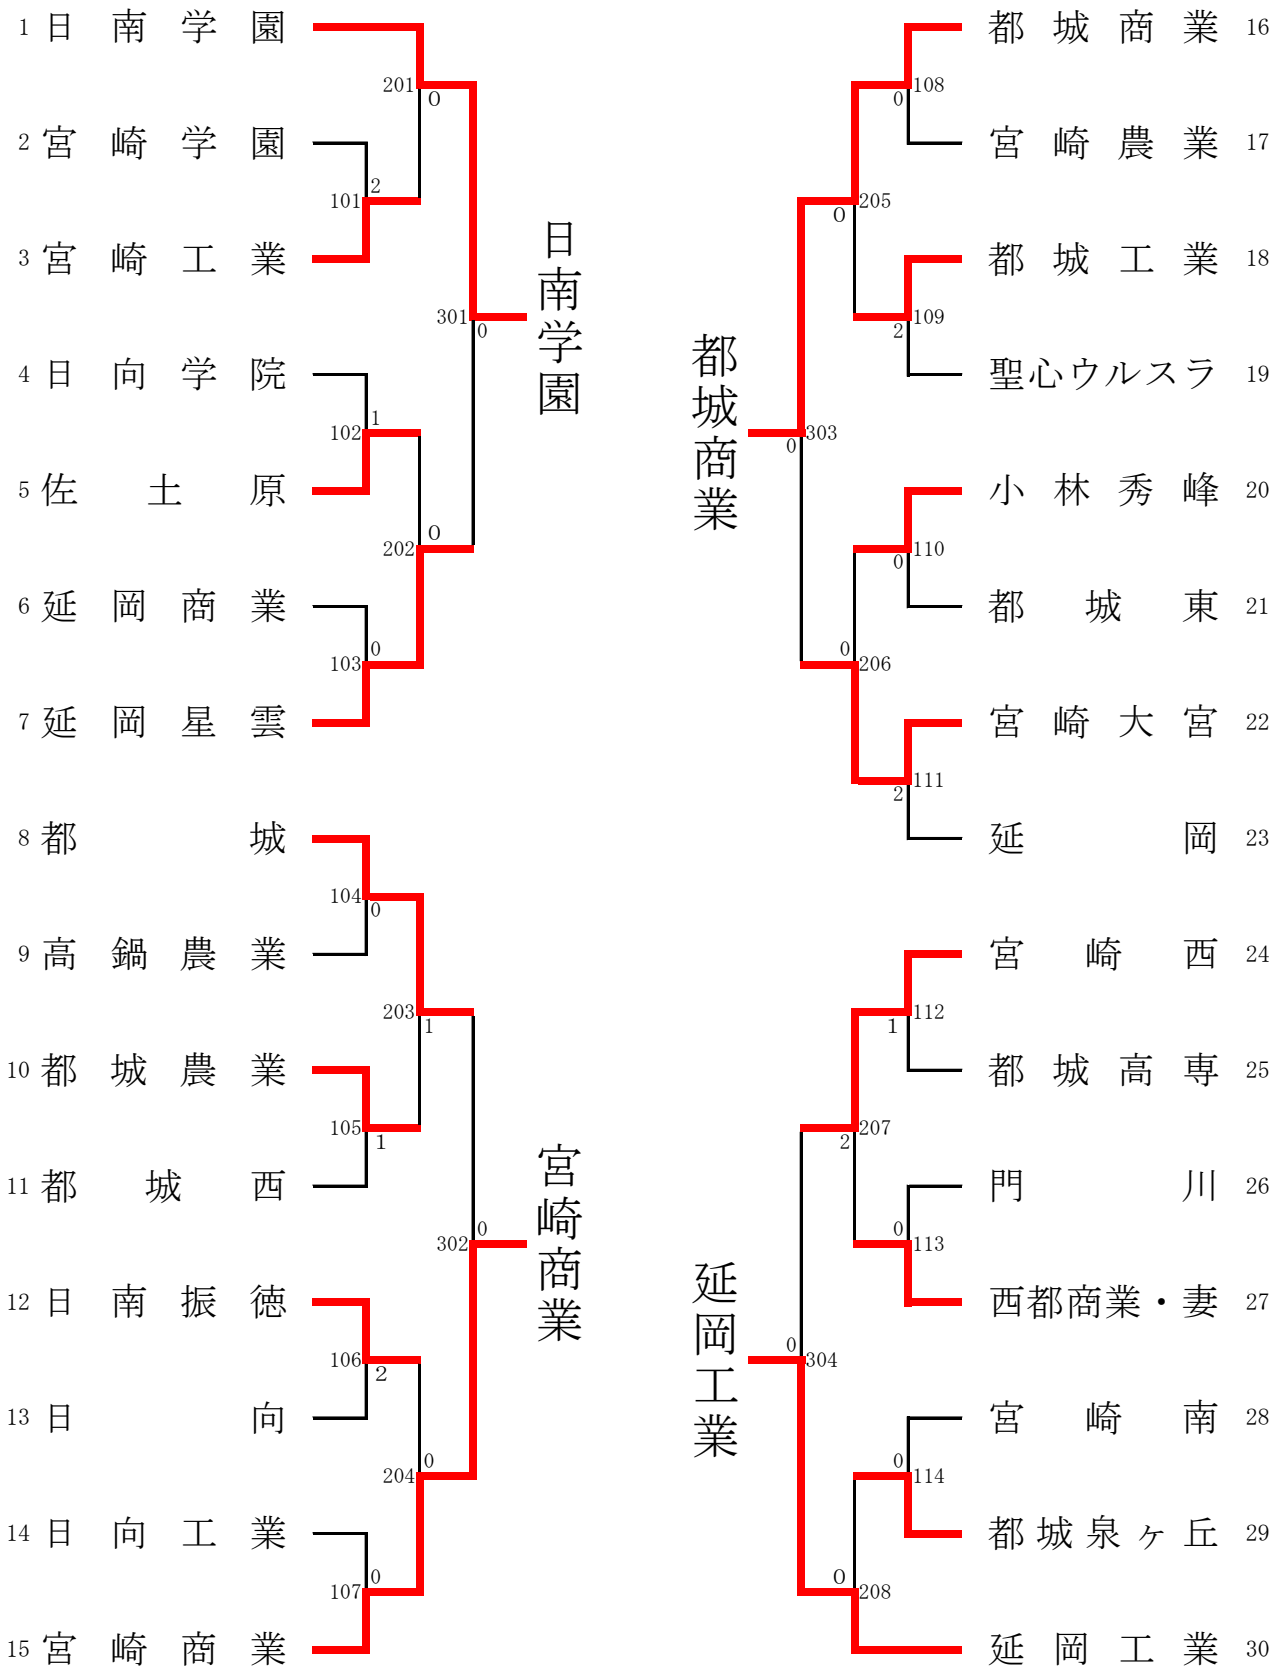 1 日南学園
201
0
2 宮崎学園
2
101
3 宮崎工業
301
0
4 日向学院
1
102
5 佐土原
0
202
6 延岡商業
0
103
7 延岡星雲
日南学園
8 都城
104
0
9 高鍋農業
203
1
10 都城農業
105
1
11 都城西
0
302
12 日南振徳
106
2
13 日向
0
204
14 日向工業
0
107
15 宮崎商業
宮崎商業
都城商業 16
108
0
宮崎農業 17
205
0
都城工業 18
109
2
聖心ウルスラ 19
303
0
小林秀峰 20
110
0
都城東 21
0
206
宮崎大宮 22
111
2
延岡 23
都城商業
宮崎西 24
112
1
都城高専 25
207
2
門川 26
0
113
西都商業・妻 27
0
304
宮崎南 28
0
114
都城泉ヶ丘 29
0
208
延岡工業 30
延岡工業